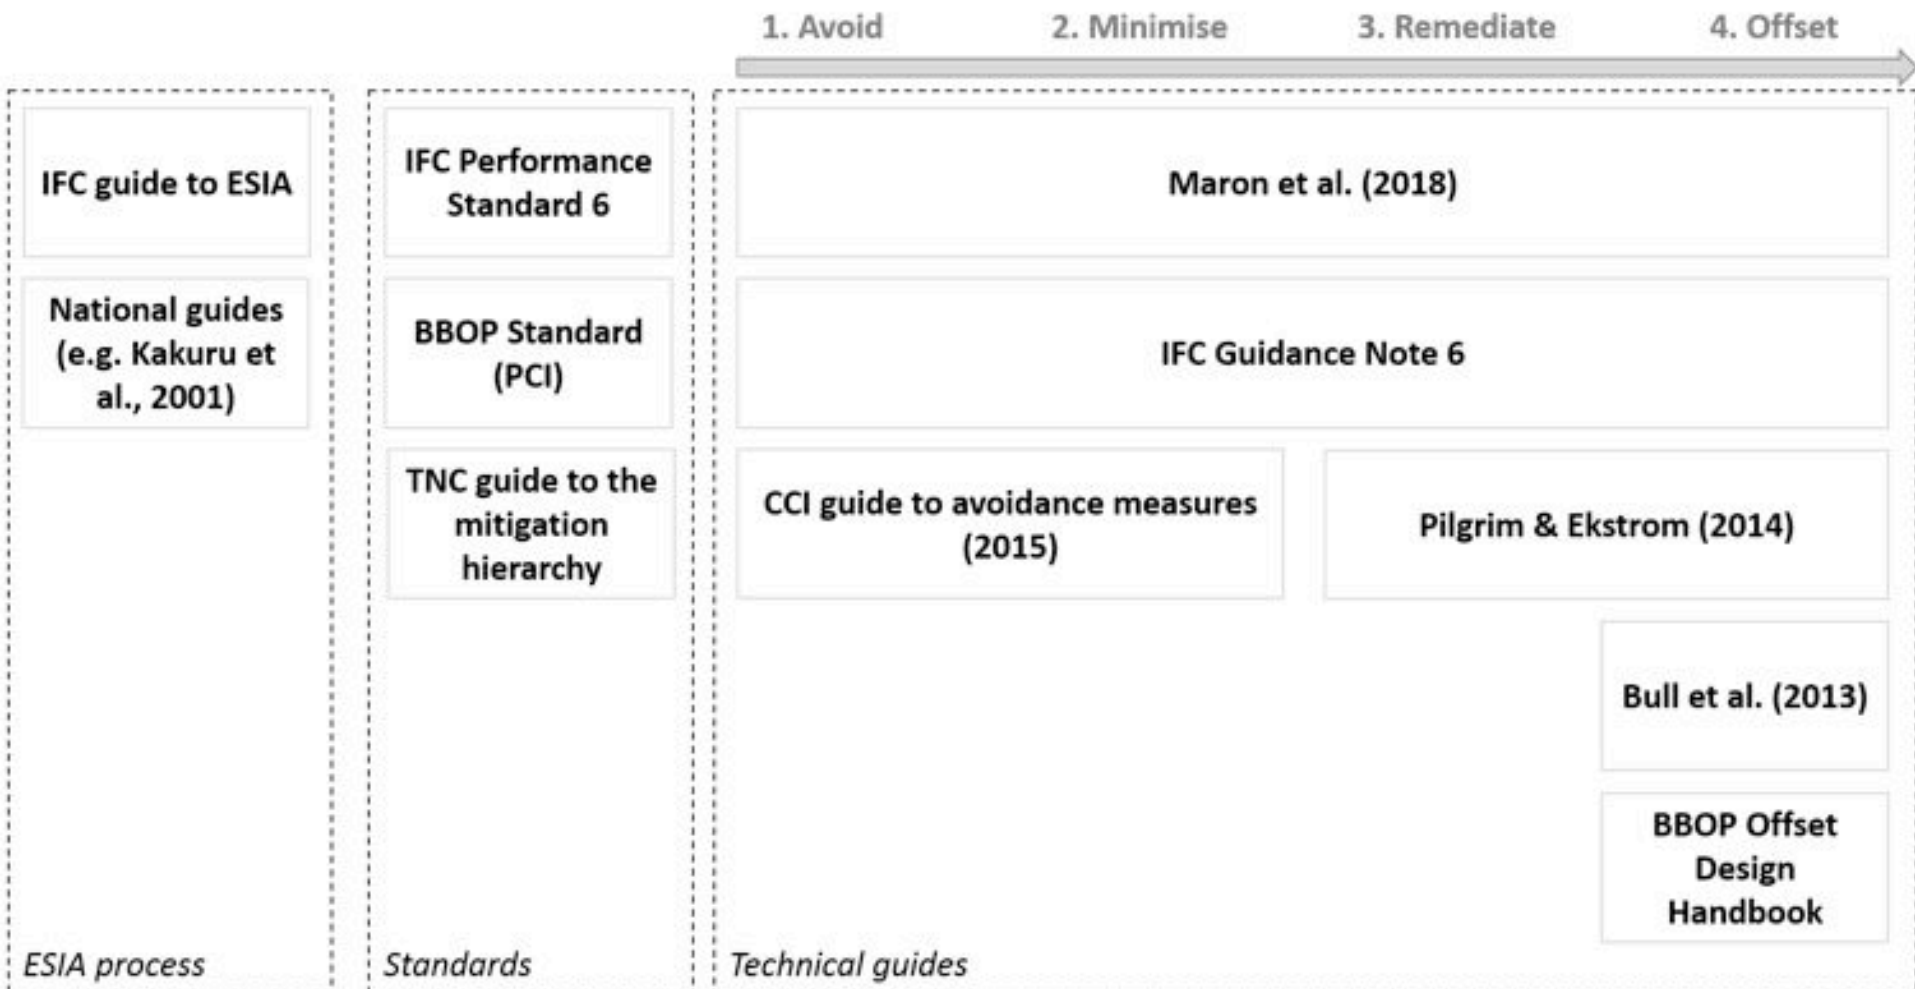 1. Avoid 2. Minimise 3. Remediate 4. Offset
IFC guide to ESIA
National guides
(e.g. Kakuru et
al., 2001)
ESIA process
IFC Performance
Standard 6
BBOP Standard
(PCI)
TNC guide to the
mitigation
hierarchy
Standards
Maron et al. (2018)
IFC Guidance Note 6
CCI guide to avoidance measures
(2015)
Pilgrim & Ekstrom (2014)
Bull et al. (2013)
BBOP Offset
Design
Handbook
Technical guides